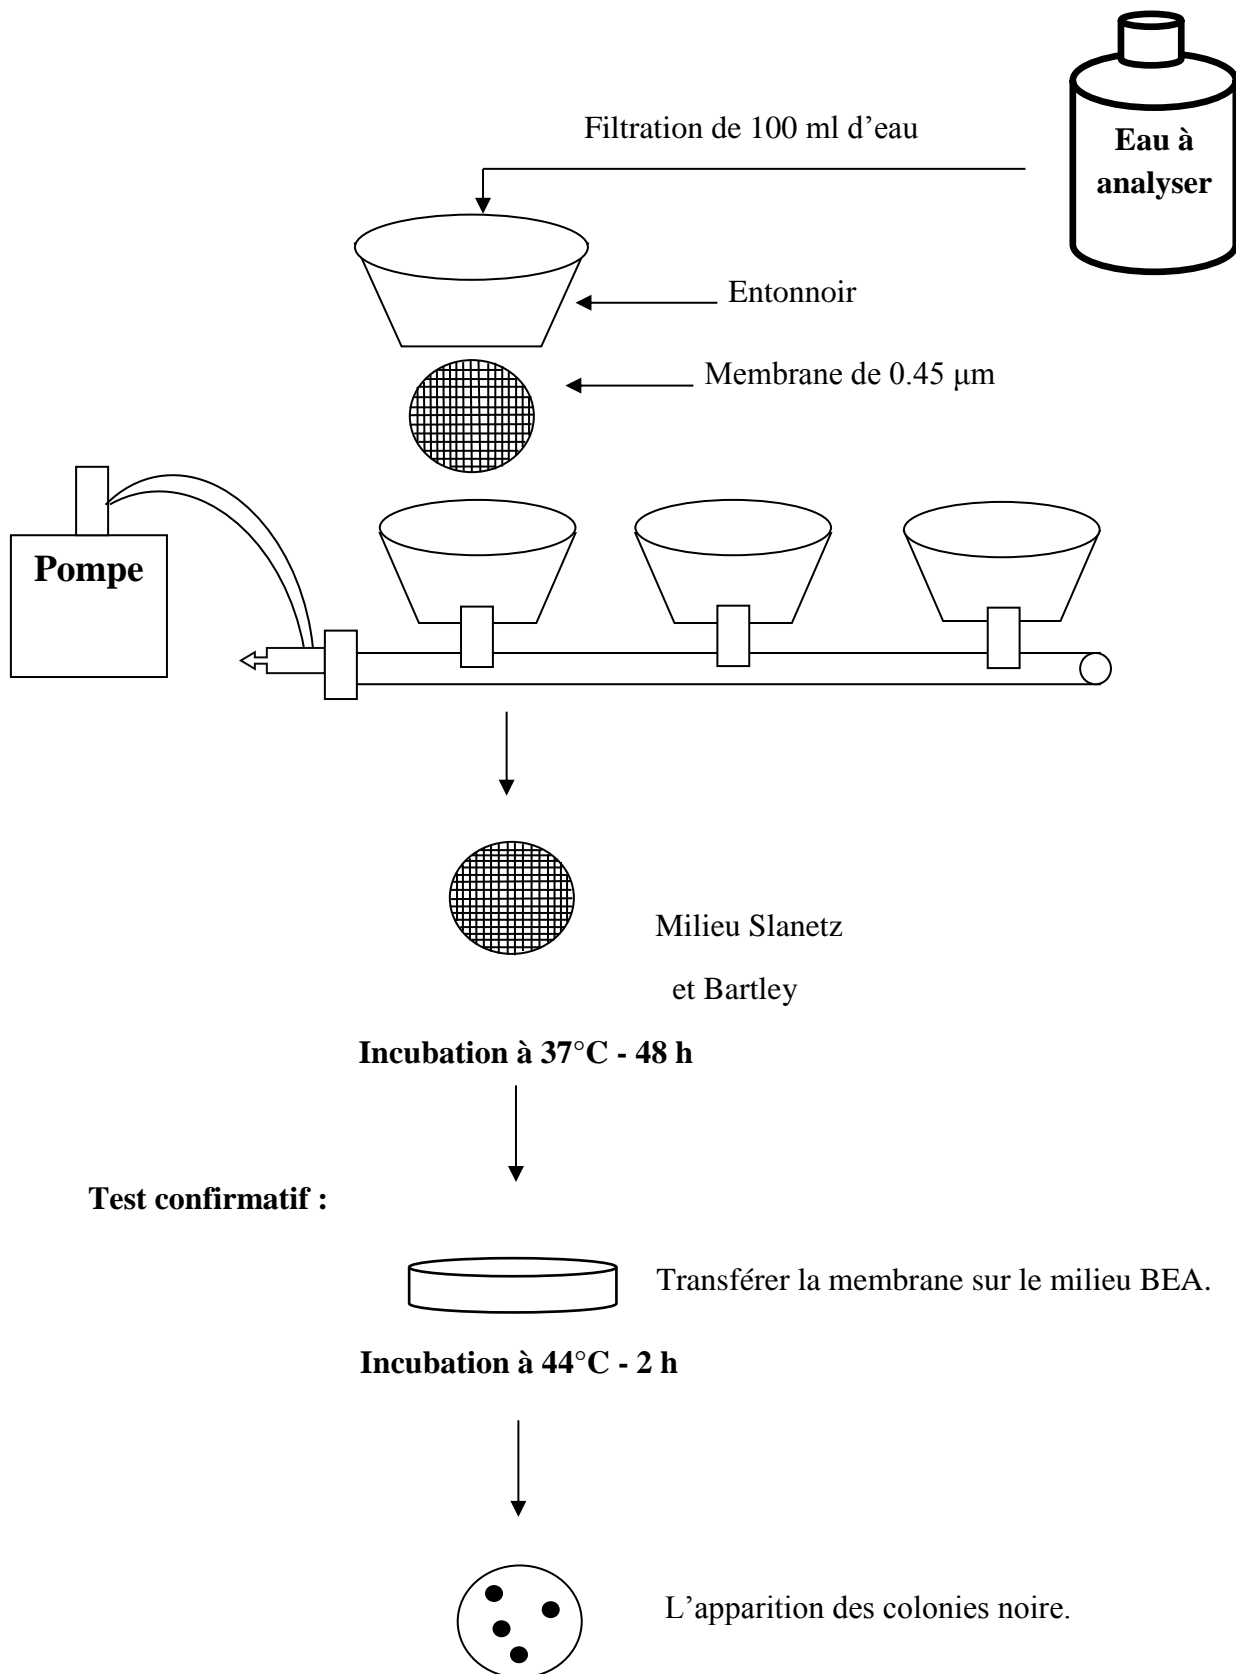 Eau à
analyser
Filtration de 100 ml d’eau
Entonnoir
Membrane de 0.45 μm
Pompe
Milieu Slanetz
et Bartley
Incubation à 37°C - 48 h
Test confirmatif :
Transférer la membrane sur le milieu BEA.
Incubation à 44°C - 2 h
L’apparition des colonies noire.